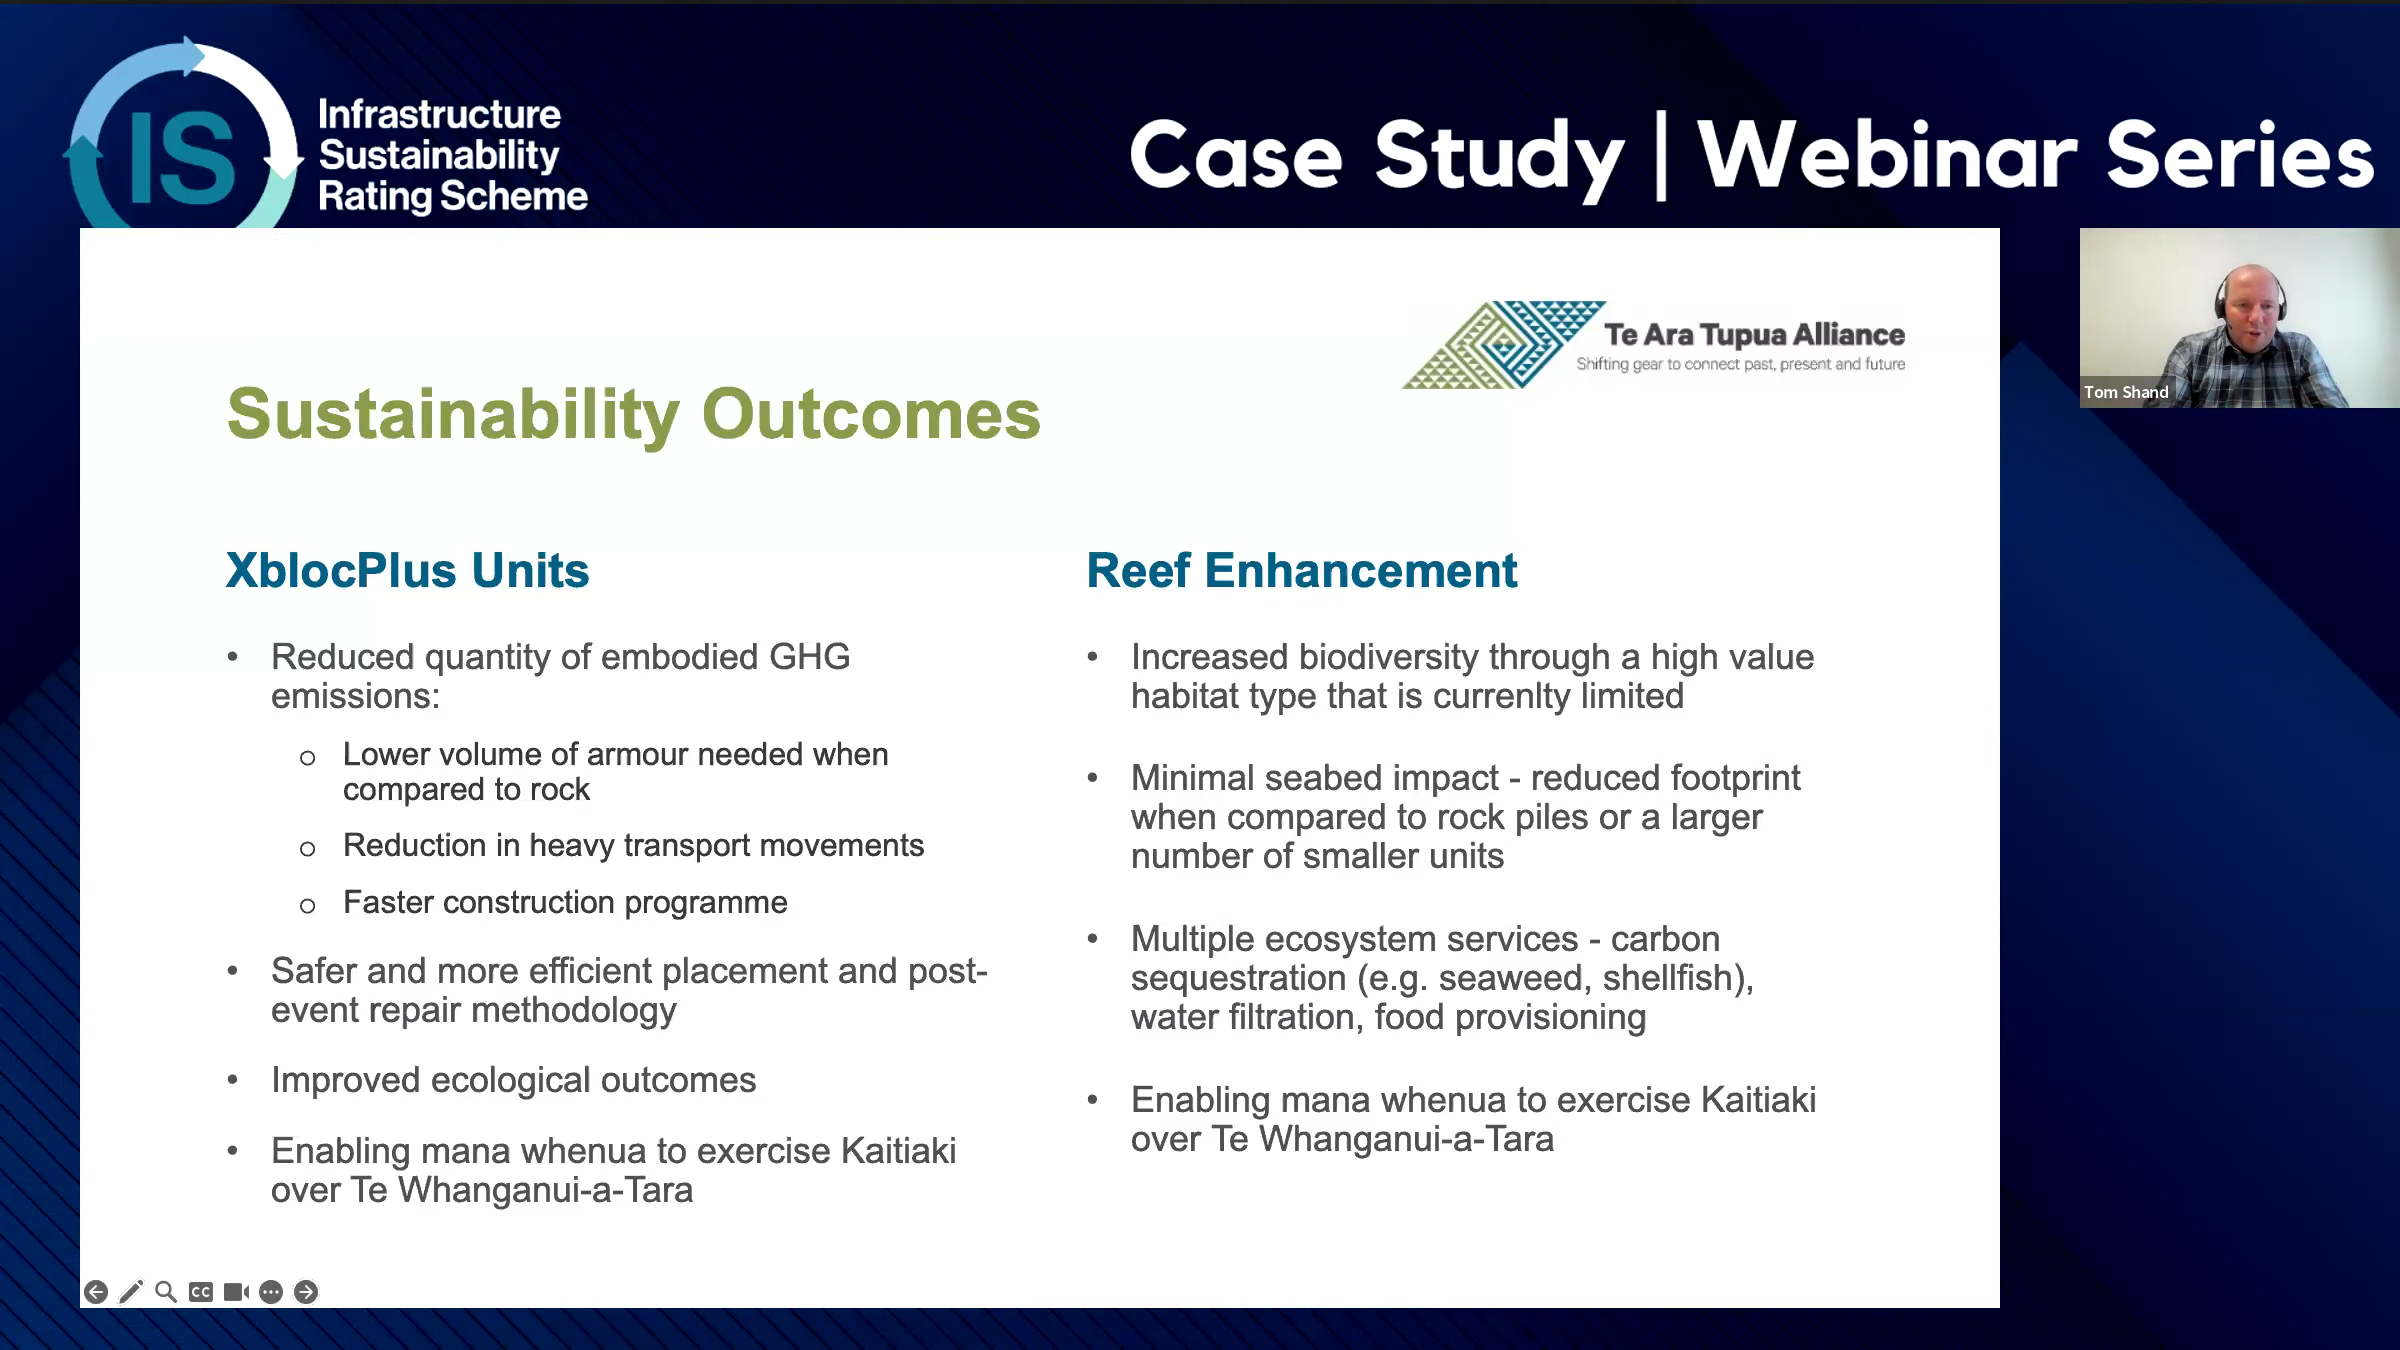 IS
Infrastructure
Sustainability
Rating Scheme
Case Study | Webinar Series
Tom Shand
Te Ara Tupua Alliance
Shifting gear to connect past, present and future
Sustainability Outcomes
XblocPlus Units
• Reduced quantity of embodied GHG
emissions:
o Lower volume of armour needed when
compared to rock
o Reduction in heavy transport movements
o Faster construction programme
• Safer and more efficient placement and post-
event repair methodology
• Improved ecological outcomes
• Enabling mana whenua to exercise Kaitiaki
over Te Whanganui-a-Tara
Reef Enhancement
• Increased biodiversity through a high value
habitat type that is currenlty limited
• Minimal seabed impact - reduced footprint
when compared to rock piles or a larger
number of smaller units
• Multiple ecosystem services - carbon
sequestration (e.g. seaweed, shellfish),
water filtration, food provisioning
• Enabling mana whenua to exercise Kaitiaki
over Te Whanganui-a-Tara
CC